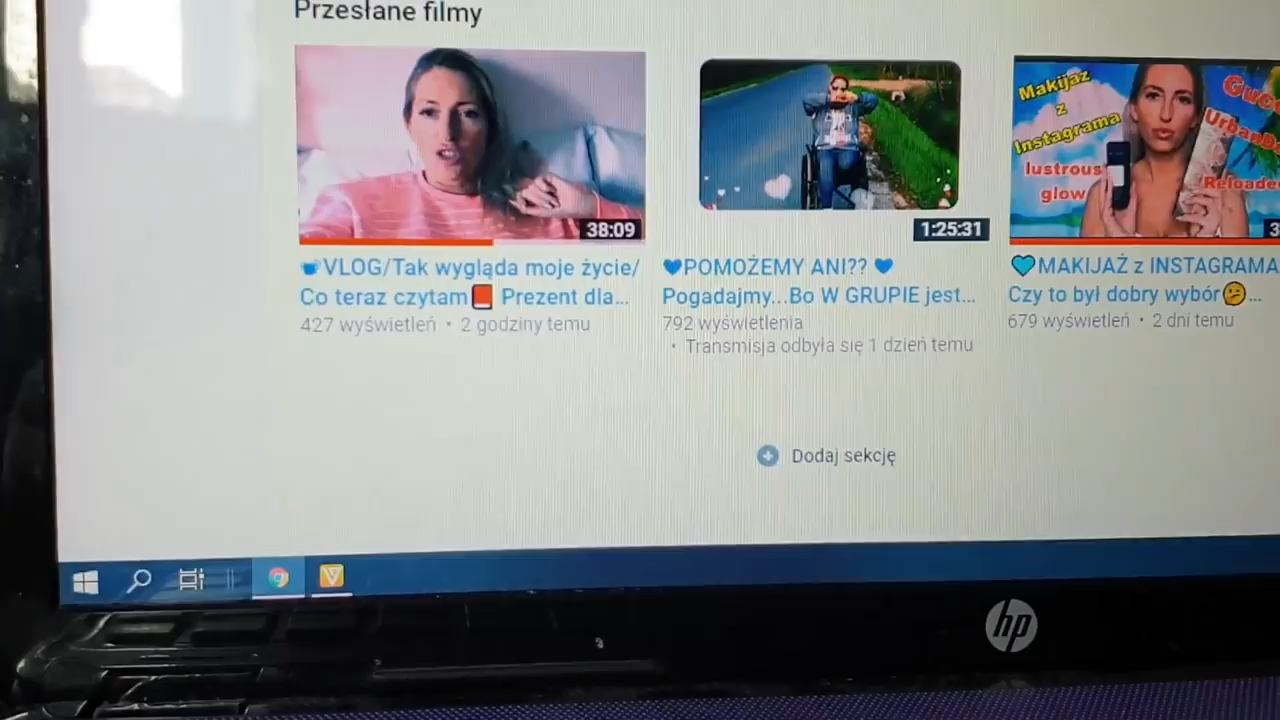 Przesłane filmy
38:09
1:25:31
Makijaż
z
Instagrama
lustrous
glow
Reloaded
VLOG/Tak wygląda moje życie/
Co teraz czytam📕 Prezent dla...
427 wyświetleń • 2 godziny temu
💙POMOŻEMY ANI?? 💙
Pogadajmy...Bo W GRUPIE jest...
792 wyświetlenia
• Transmisja odbyła się 1 dzień temu
💙MAKIJAŻ z INSTAGRAMA
Czy to był dobry wybór😕...
679 wyświetleń • 2 dni temu
Dodaj sekcję
hp